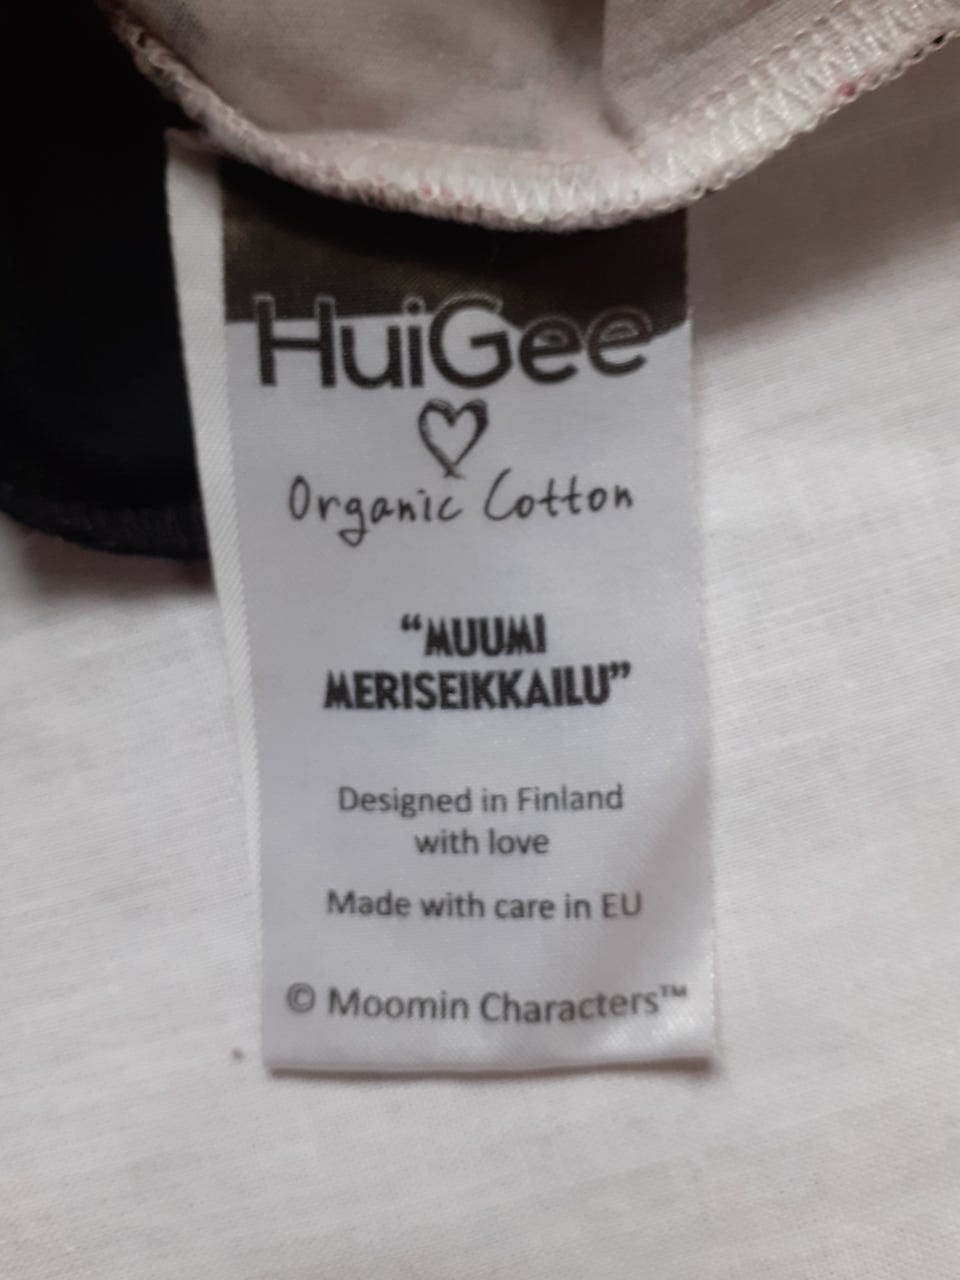 HuiGee
Organic Cotton
“MUUMI
MERISEIKKAILU”
Designed in Finland
with love
Made with care in EU
© Moomin Characters™